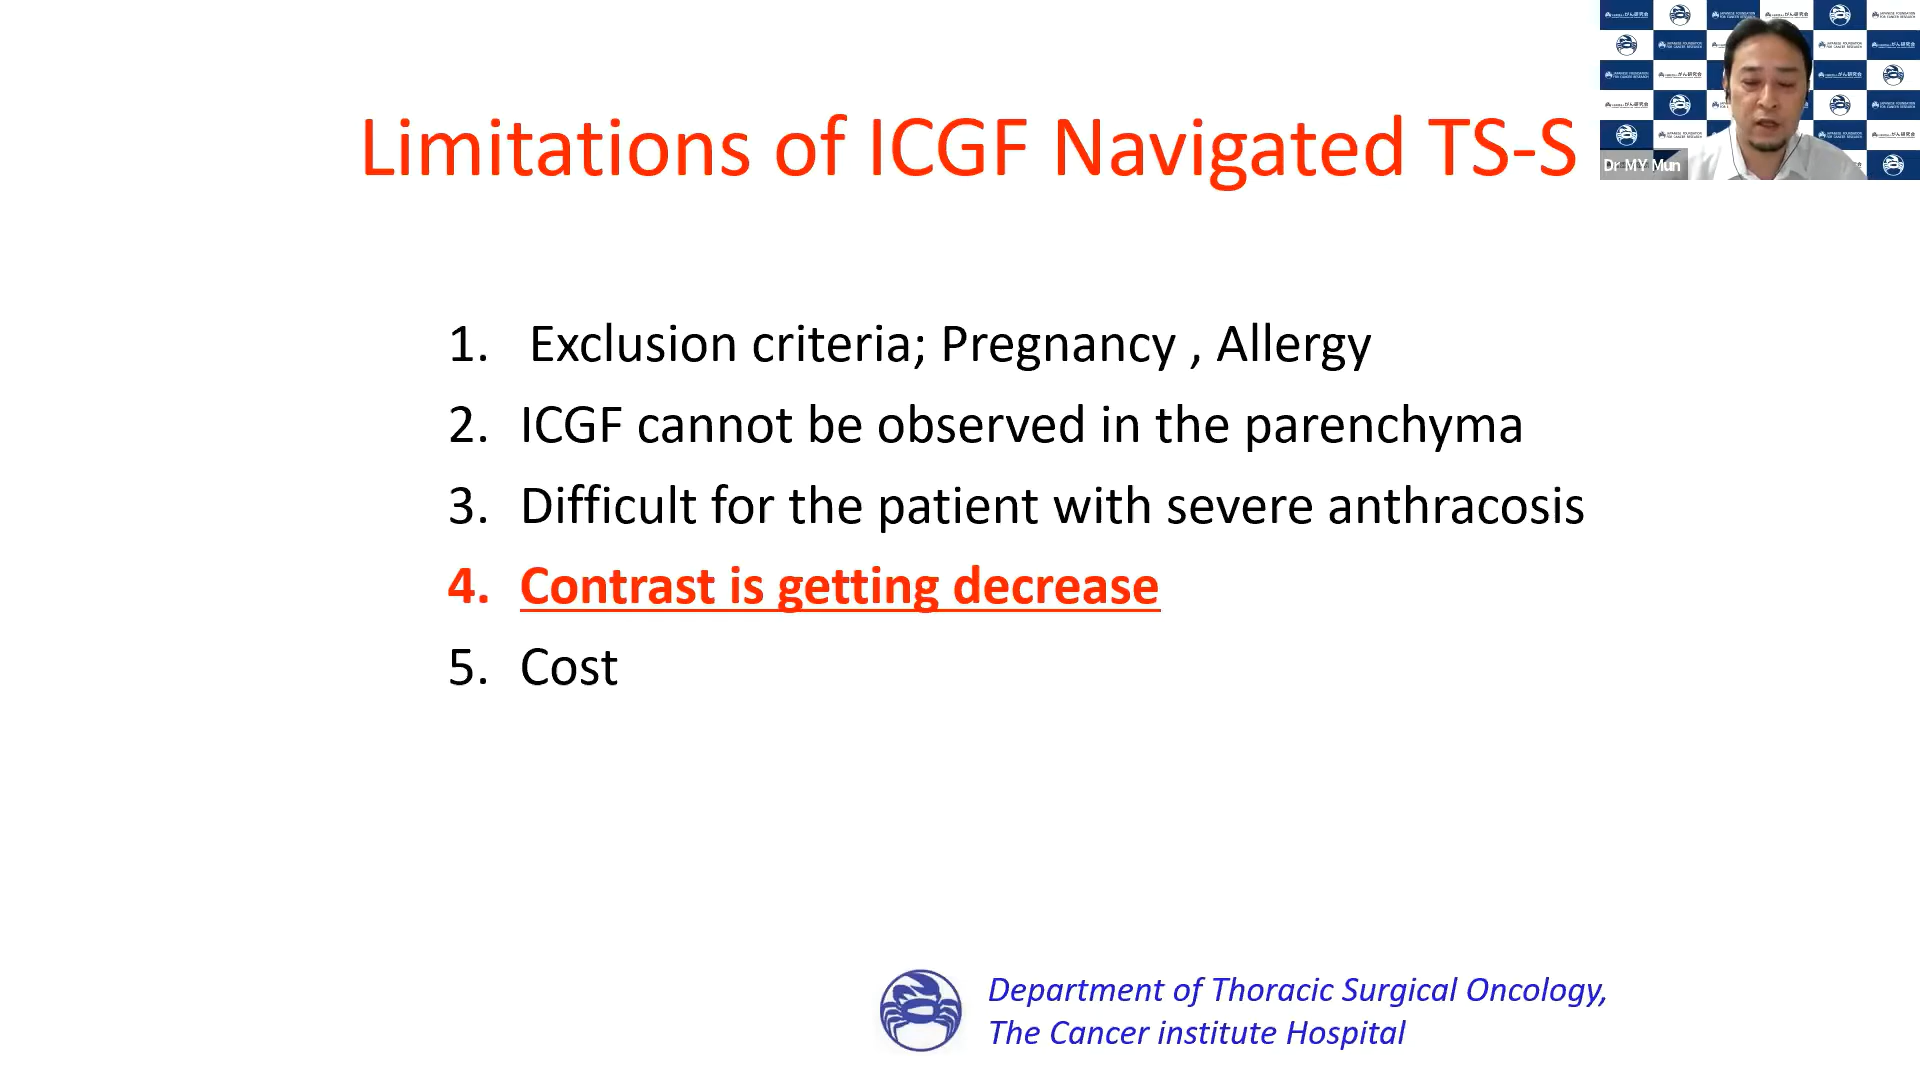 Limitations of ICGF Navigated TS-S
Dr MY Mun
1. Exclusion criteria; Pregnancy , Allergy
2. ICGF cannot be observed in the parenchyma
3. Difficult for the patient with severe anthracosis
4. Contrast is getting decrease
5. Cost
Department of Thoracic Surgical Oncology,
The Cancer institute Hospital